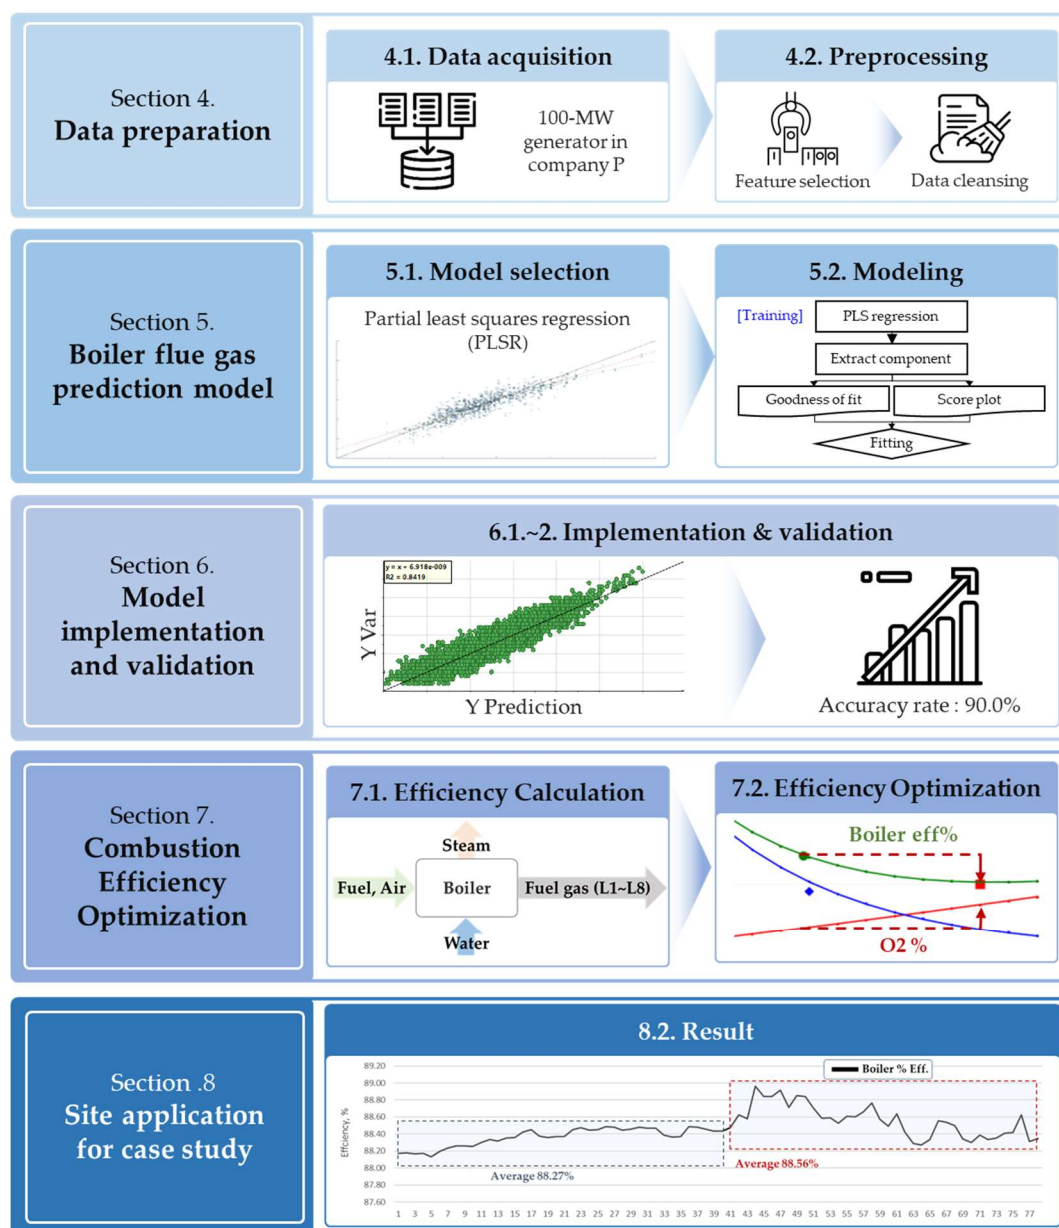 Section 4.
Data preparation
4.1. Data acquisition
100-MW
generator in
company P
4.2. Preprocessing
Feature selection
Data cleansing
Section 5.
Boiler flue gas
prediction model
5.1. Model selection
Partial least squares regression
(PLSR)
5.2. Modeling
[Training]
PLS regression
Extract component
Goodness of fit
Score plot
Fitting
Section 6.
Model
implementation
and validation
6.1.~2. Implementation & validation
y = x + 6.918e-009
R2 = 0.8419
Y Var
Y Prediction
Accuracy rate : 90.0%
Section 7.
Combustion
Efficiency
Optimization
7.1. Efficiency Calculation
Steam
Fuel, Air
Boiler
Fuel gas (L1~L8)
Water
7.2. Efficiency Optimization
Boiler eff%
O2 %
Section .8
Site application
for case study
8.2. Result
Boiler % Eff.
Effciency, %
89.20
89.00
88.80
88.60
88.40
88.20
88.00
87.80
87.60
Average 88.27%
Average 88.56%
1 3 5 7 9 11 13 15 17 19 21 23 25 27 29 31 33 35 37 39 41 43 45 47 49 51 53 55 57 59 61 63 65 67 69 71 73 75 77